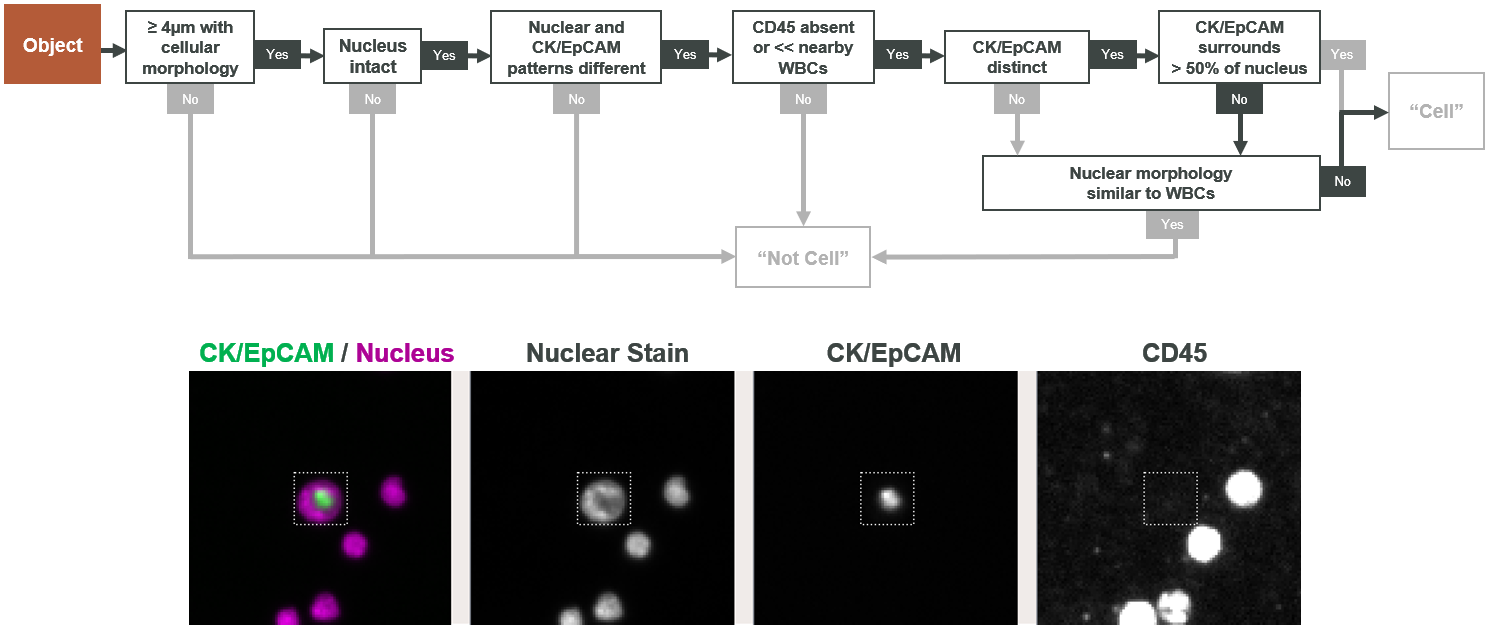 Object
≥ 4µm with
cellular
morphology
Yes
No
Nucleus
intact
Yes
No
Nuclear and
CK/EpCAM
patterns different
Yes
No
CD45 absent
or << nearby
WBCs
Yes
No
CK/EpCAM
distinct
Yes
No
CK/EpCAM
surrounds
> 50% of nucleus
Yes
No
Nuclear morphology
similar to WBCs
No
Yes
“Cell”
“Not Cell”
CK/EpCAM / Nucleus
Nuclear Stain
CK/EpCAM
CD45